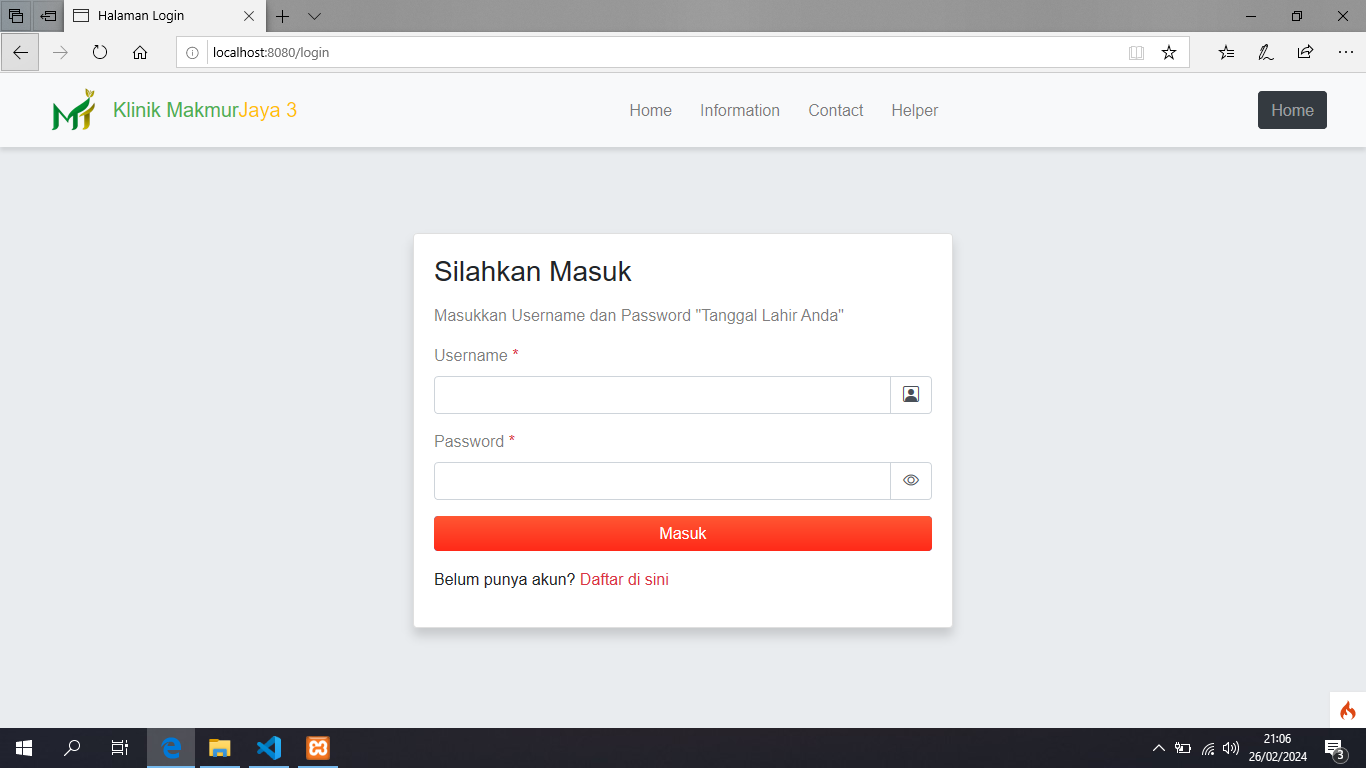 Halaman Login
localhost:8080/login
Klinik MakmurJaya 3
Home Information Contact Helper
Home
Silahkan Masuk
Masukkan Username dan Password "Tanggal Lahir Anda"
Username *
Password *
Masuk
Belum punya akun? Daftar di sini
21:06
26/02/2024
3